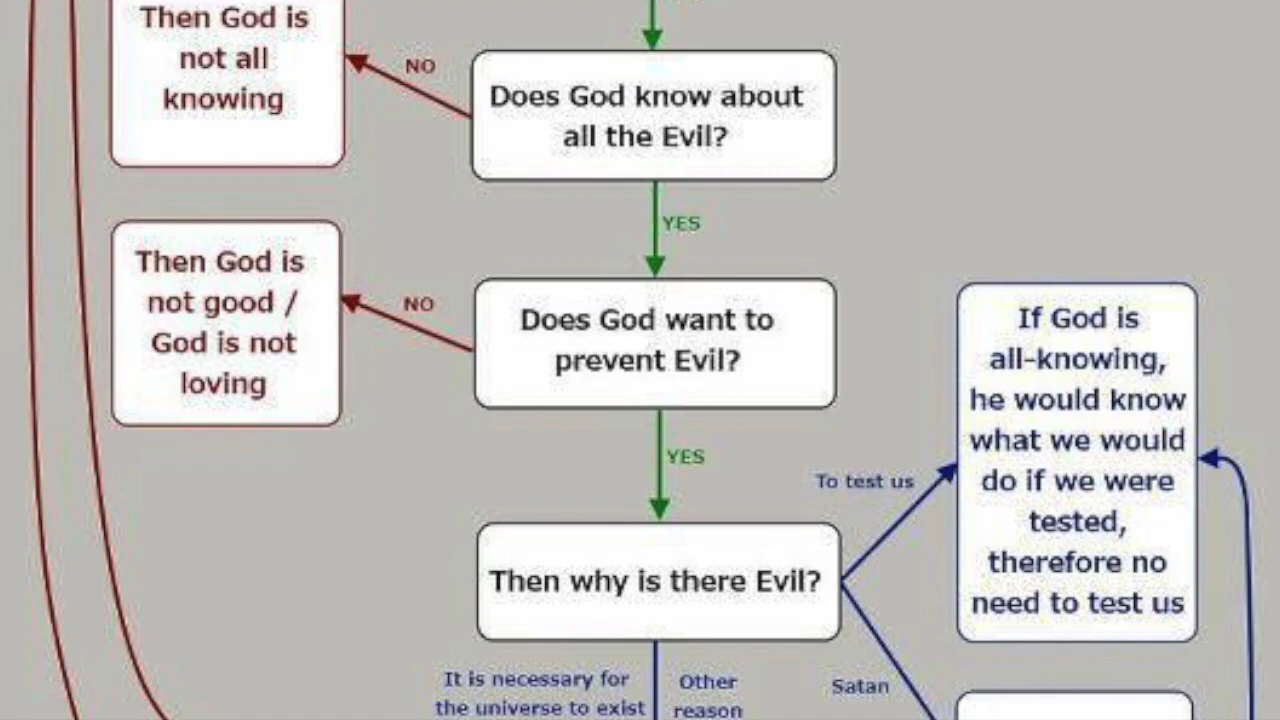 Then God is
not all
knowing
NO
Does God know about
all the Evil?
YES
Then God is
not good /
God is not
loving
NO
Does God want to
prevent Evil?
If God is
all-knowing,
he would know
what we would
do if we were
tested,
therefore no
need to test us
YES
To test us
Then why is there Evil?
It is necessary for
the universe to exist
Other
reason
Satan